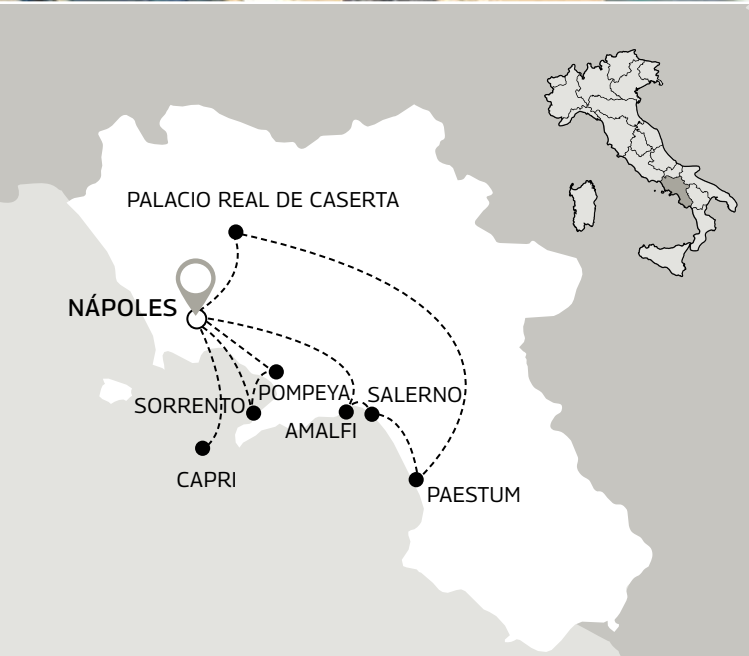 PALACIO REAL DE CASERTA
NÁPOLES
POMPEYA
SALERNO
SORRENTO
AMALFI
CAPRI
PAESTUM